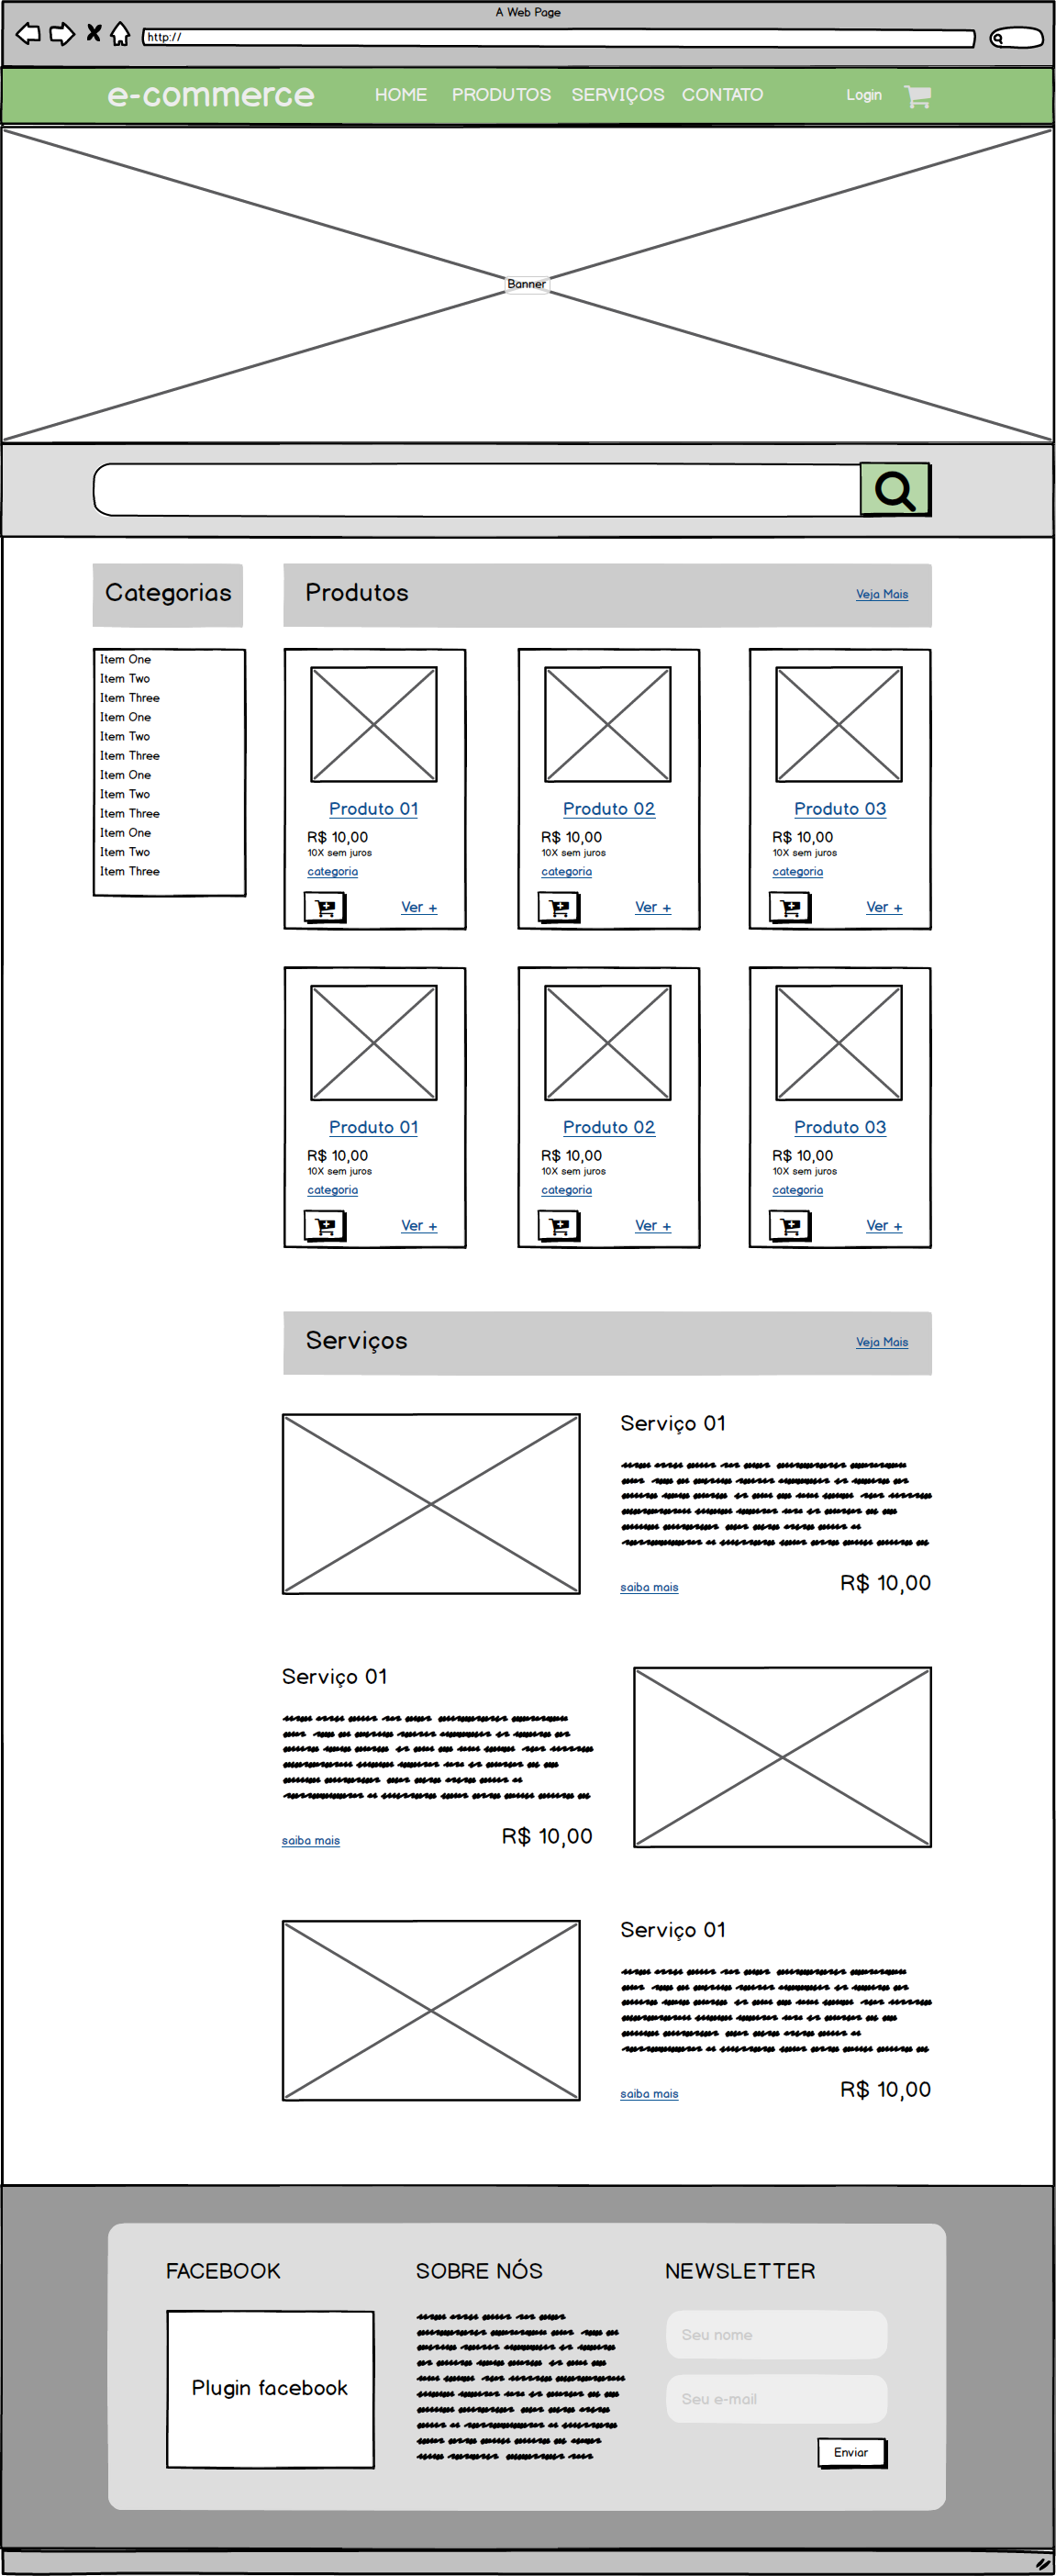 A Web Page
http://
e-commerce HOME PRODUTOS SERVIÇOS CONTATO Login
Banner
Categorias
Item One
Item Two
Item Three
Item One
Item Two
Item Three
Item One
Item Two
Item Three
Item One
Item Two
Item Three
Produtos Veja Mais
Produto 01 Produto 02 Produto 03
R$ 10,00 R$ 10,00 R$ 10,00
10X sem juros 10X sem juros 10X sem juros
categoria categoria categoria
Ver + Ver + Ver +
Produto 01 Produto 02 Produto 03
R$ 10,00 R$ 10,00 R$ 10,00
10X sem juros 10X sem juros 10X sem juros
categoria categoria categoria
Ver + Ver + Ver +
Serviços Veja Mais
Serviço 01
saiba mais R$ 10,00
Serviço 01
saiba mais R$ 10,00
Serviço 01
saiba mais R$ 10,00
FACEBOOK
Plugin facebook
SOBRE NÓS
NEWSLETTER
Seu nome
Seu e-mail
Enviar